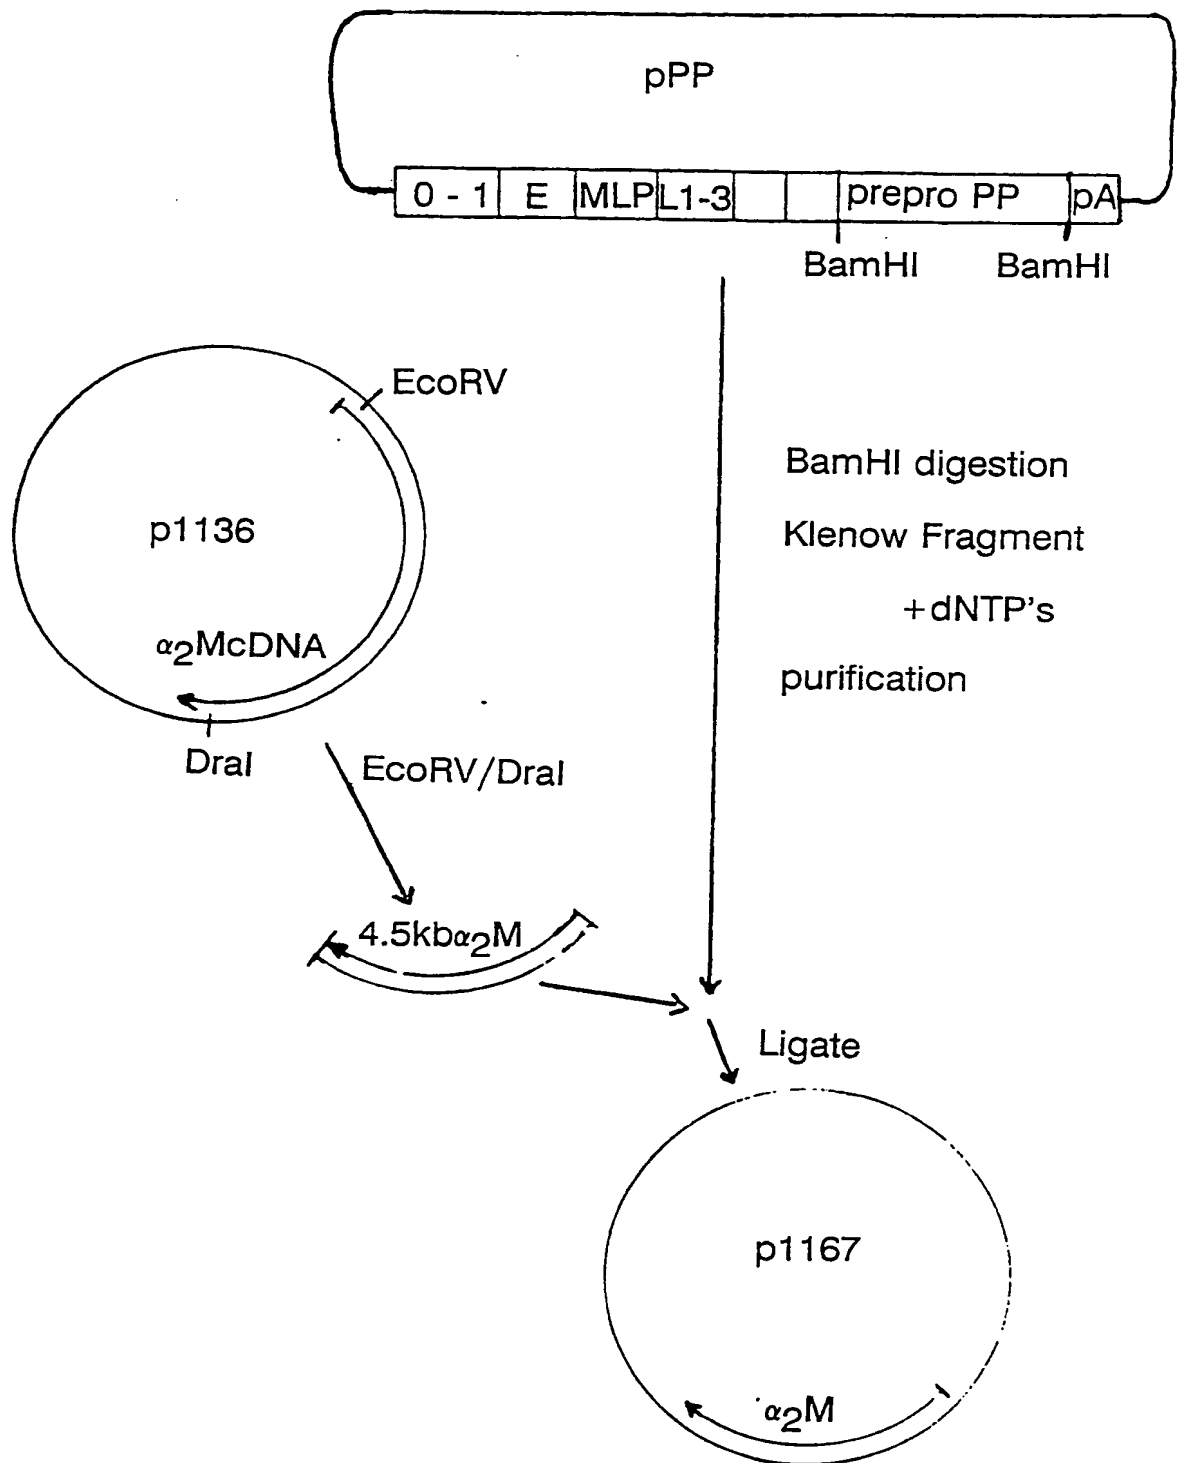 pPP
0 - 1 E MLP L1-3 prepro PP pA
BamHI BamHI
EcoRV
p1136
α2McDNA
DraI
BamHI digestion
Klenow Fragment
+dNTP's
purification
EcoRV/DraI
4.5kbα2M
Ligate
p1167
α2M